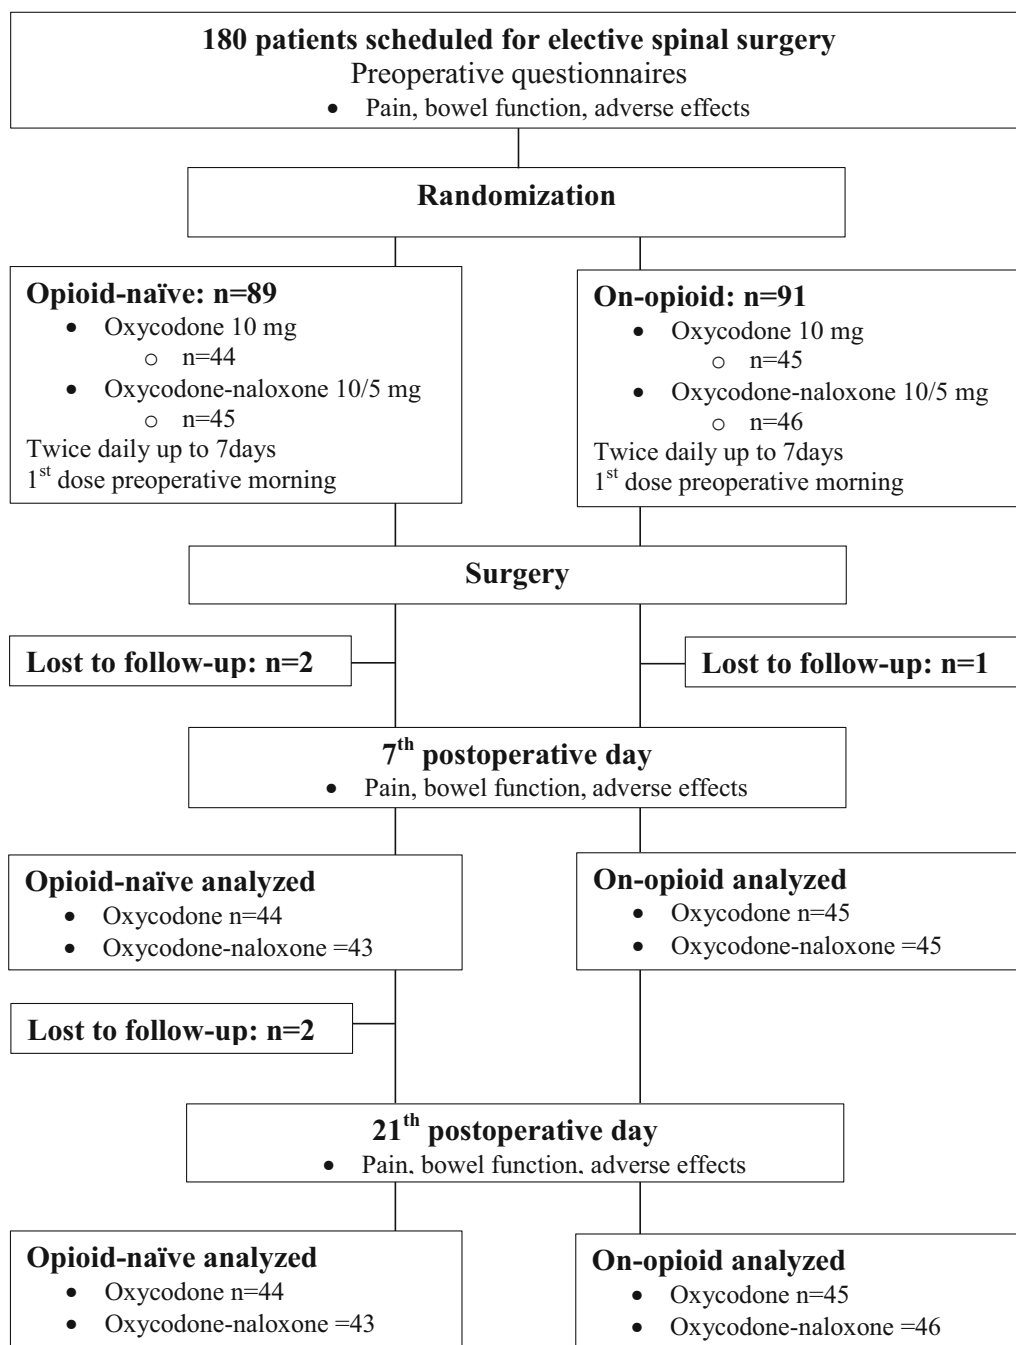 180 patients scheduled for elective spinal surgery
Preoperative questionnaires
• Pain, bowel function, adverse effects
Randomization
Opioid-naïve: n=89
• Oxycodone 10 mg
o n=44
• Oxycodone-naloxone 10/5 mg
o n=45
Twice daily up to 7days
1st dose preoperative morning
On-opioid: n=91
• Oxycodone 10 mg
o n=45
• Oxycodone-naloxone 10/5 mg
o n=46
Twice daily up to 7days
1st dose preoperative morning
Surgery
Lost to follow-up: n=2
Lost to follow-up: n=1
7th postoperative day
• Pain, bowel function, adverse effects
Opioid-naïve analyzed
• Oxycodone n=44
• Oxycodone-naloxone =43
On-opioid analyzed
• Oxycodone n=45
• Oxycodone-naloxone =45
Lost to follow-up: n=2
21th postoperative day
• Pain, bowel function, adverse effects
Opioid-naïve analyzed
• Oxycodone n=44
• Oxycodone-naloxone =43
On-opioid analyzed
• Oxycodone n=45
• Oxycodone-naloxone =46